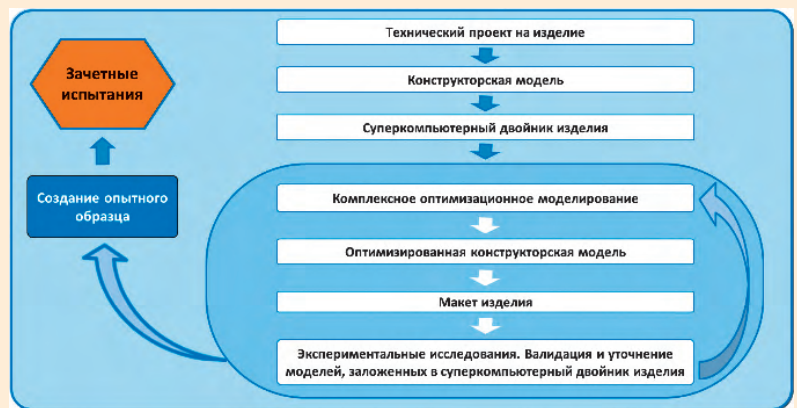 Технический проект на изделие
Конструкторская модель
Суперкомпьютерный двойник изделия
Комплексное оптимизационное моделирование
Оптимизированная конструкторская модель
Макет изделия
Экспериментальные исследования. Валидация и уточнение
моделей, заложенных в суперкомпьютерный двойник изделия
Создание опытного
образца
Зачетные
испытания